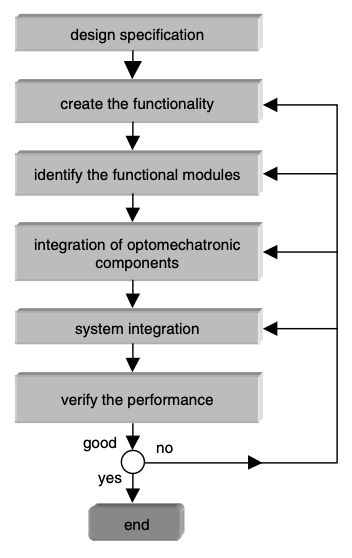 design specification
create the functionality
identify the functional modules
integration of optomechatronic
components
system integration
verify the performance
good
no
yes
end